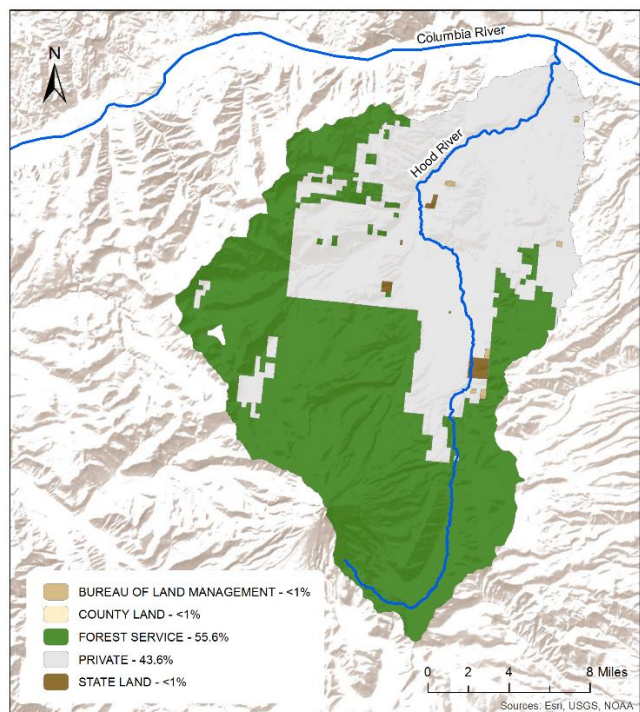 Columbia River
N
Hood River
BUREAU OF LAND MANAGEMENT - <1%
COUNTY LAND - <1%
FOREST SERVICE - 55.6%
PRIVATE - 43.6%
STATE LAND - <1%
0 2 4 8 Miles
Sources: Esri, USGS, NOAA